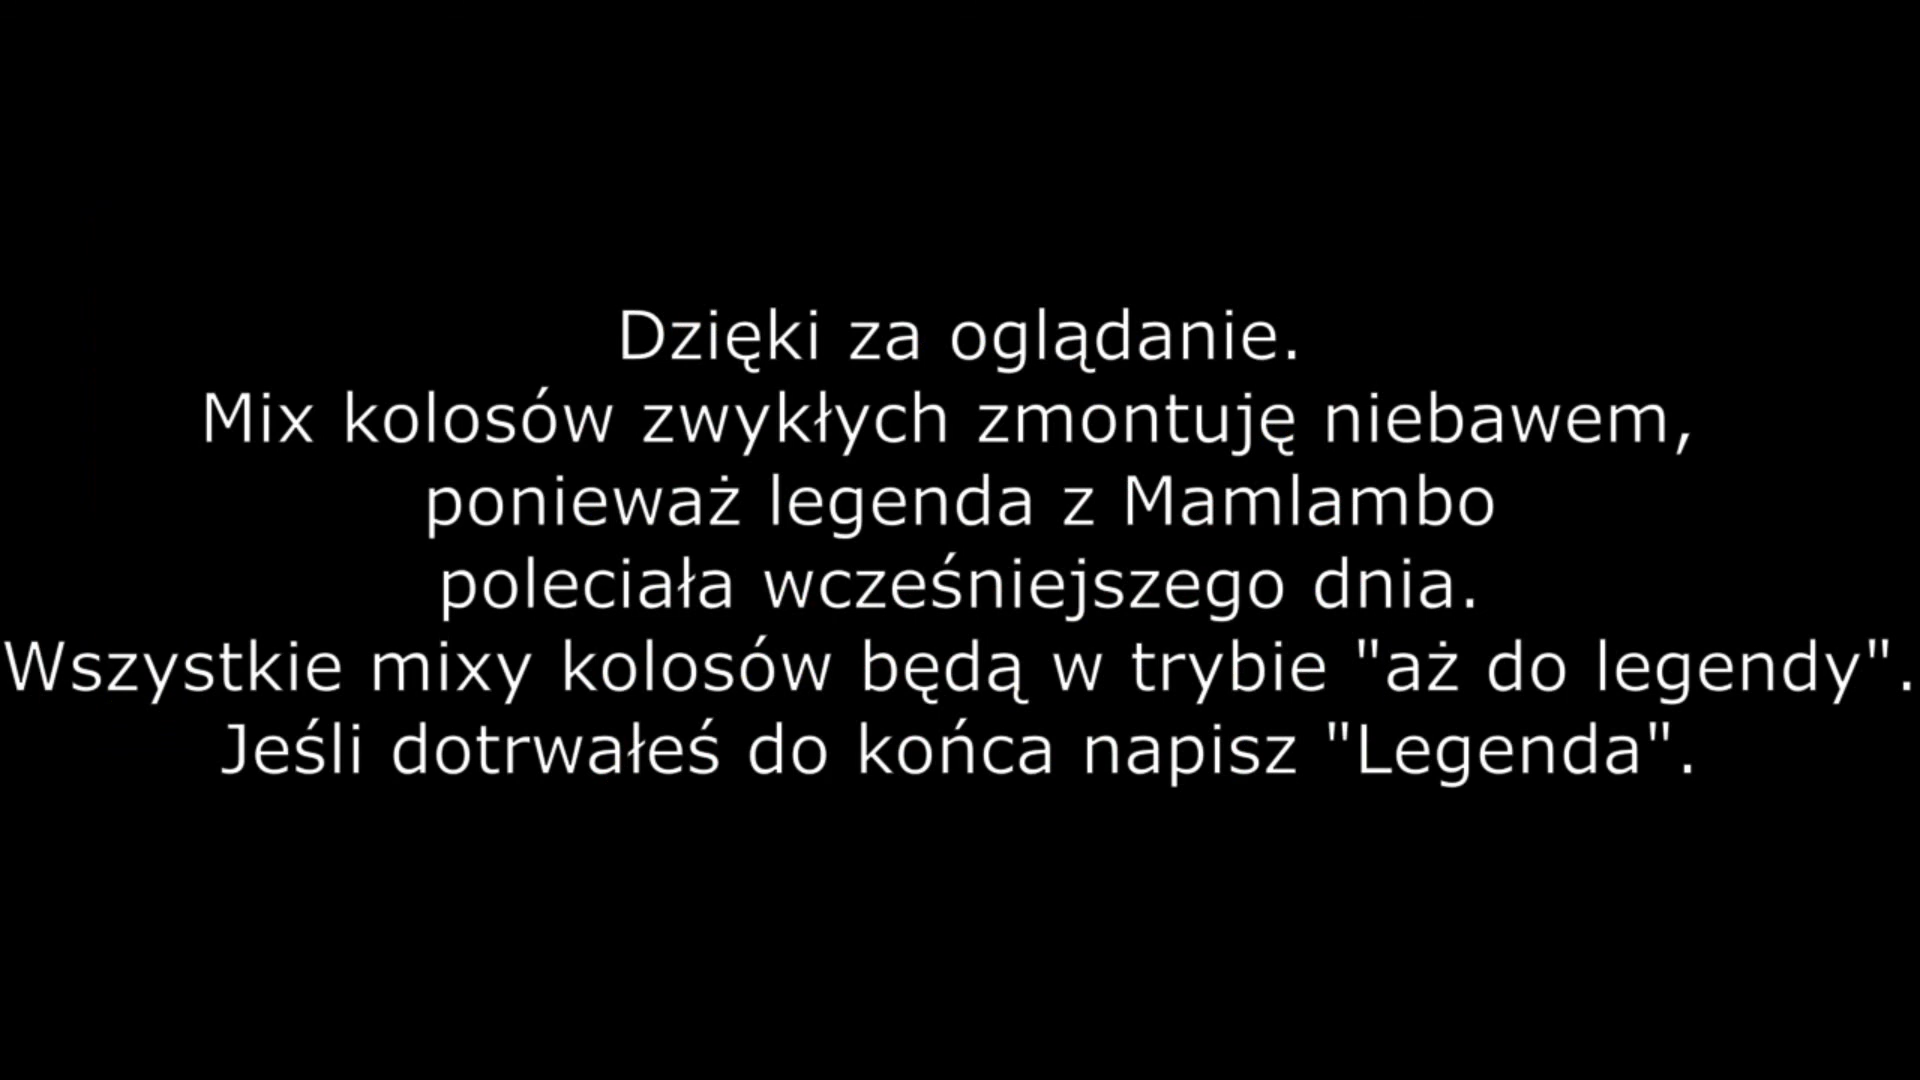 Dzięki za oglądanie.
Mix kolosów zwykłych zmontuję niebawem,
ponieważ legenda z Mamlambo
poleciała wcześniejszego dnia.
Wszystkie mixy kolosów będą w trybie "aż do legendy".
Jeśli dotrwałeś do końca napisz "Legenda".